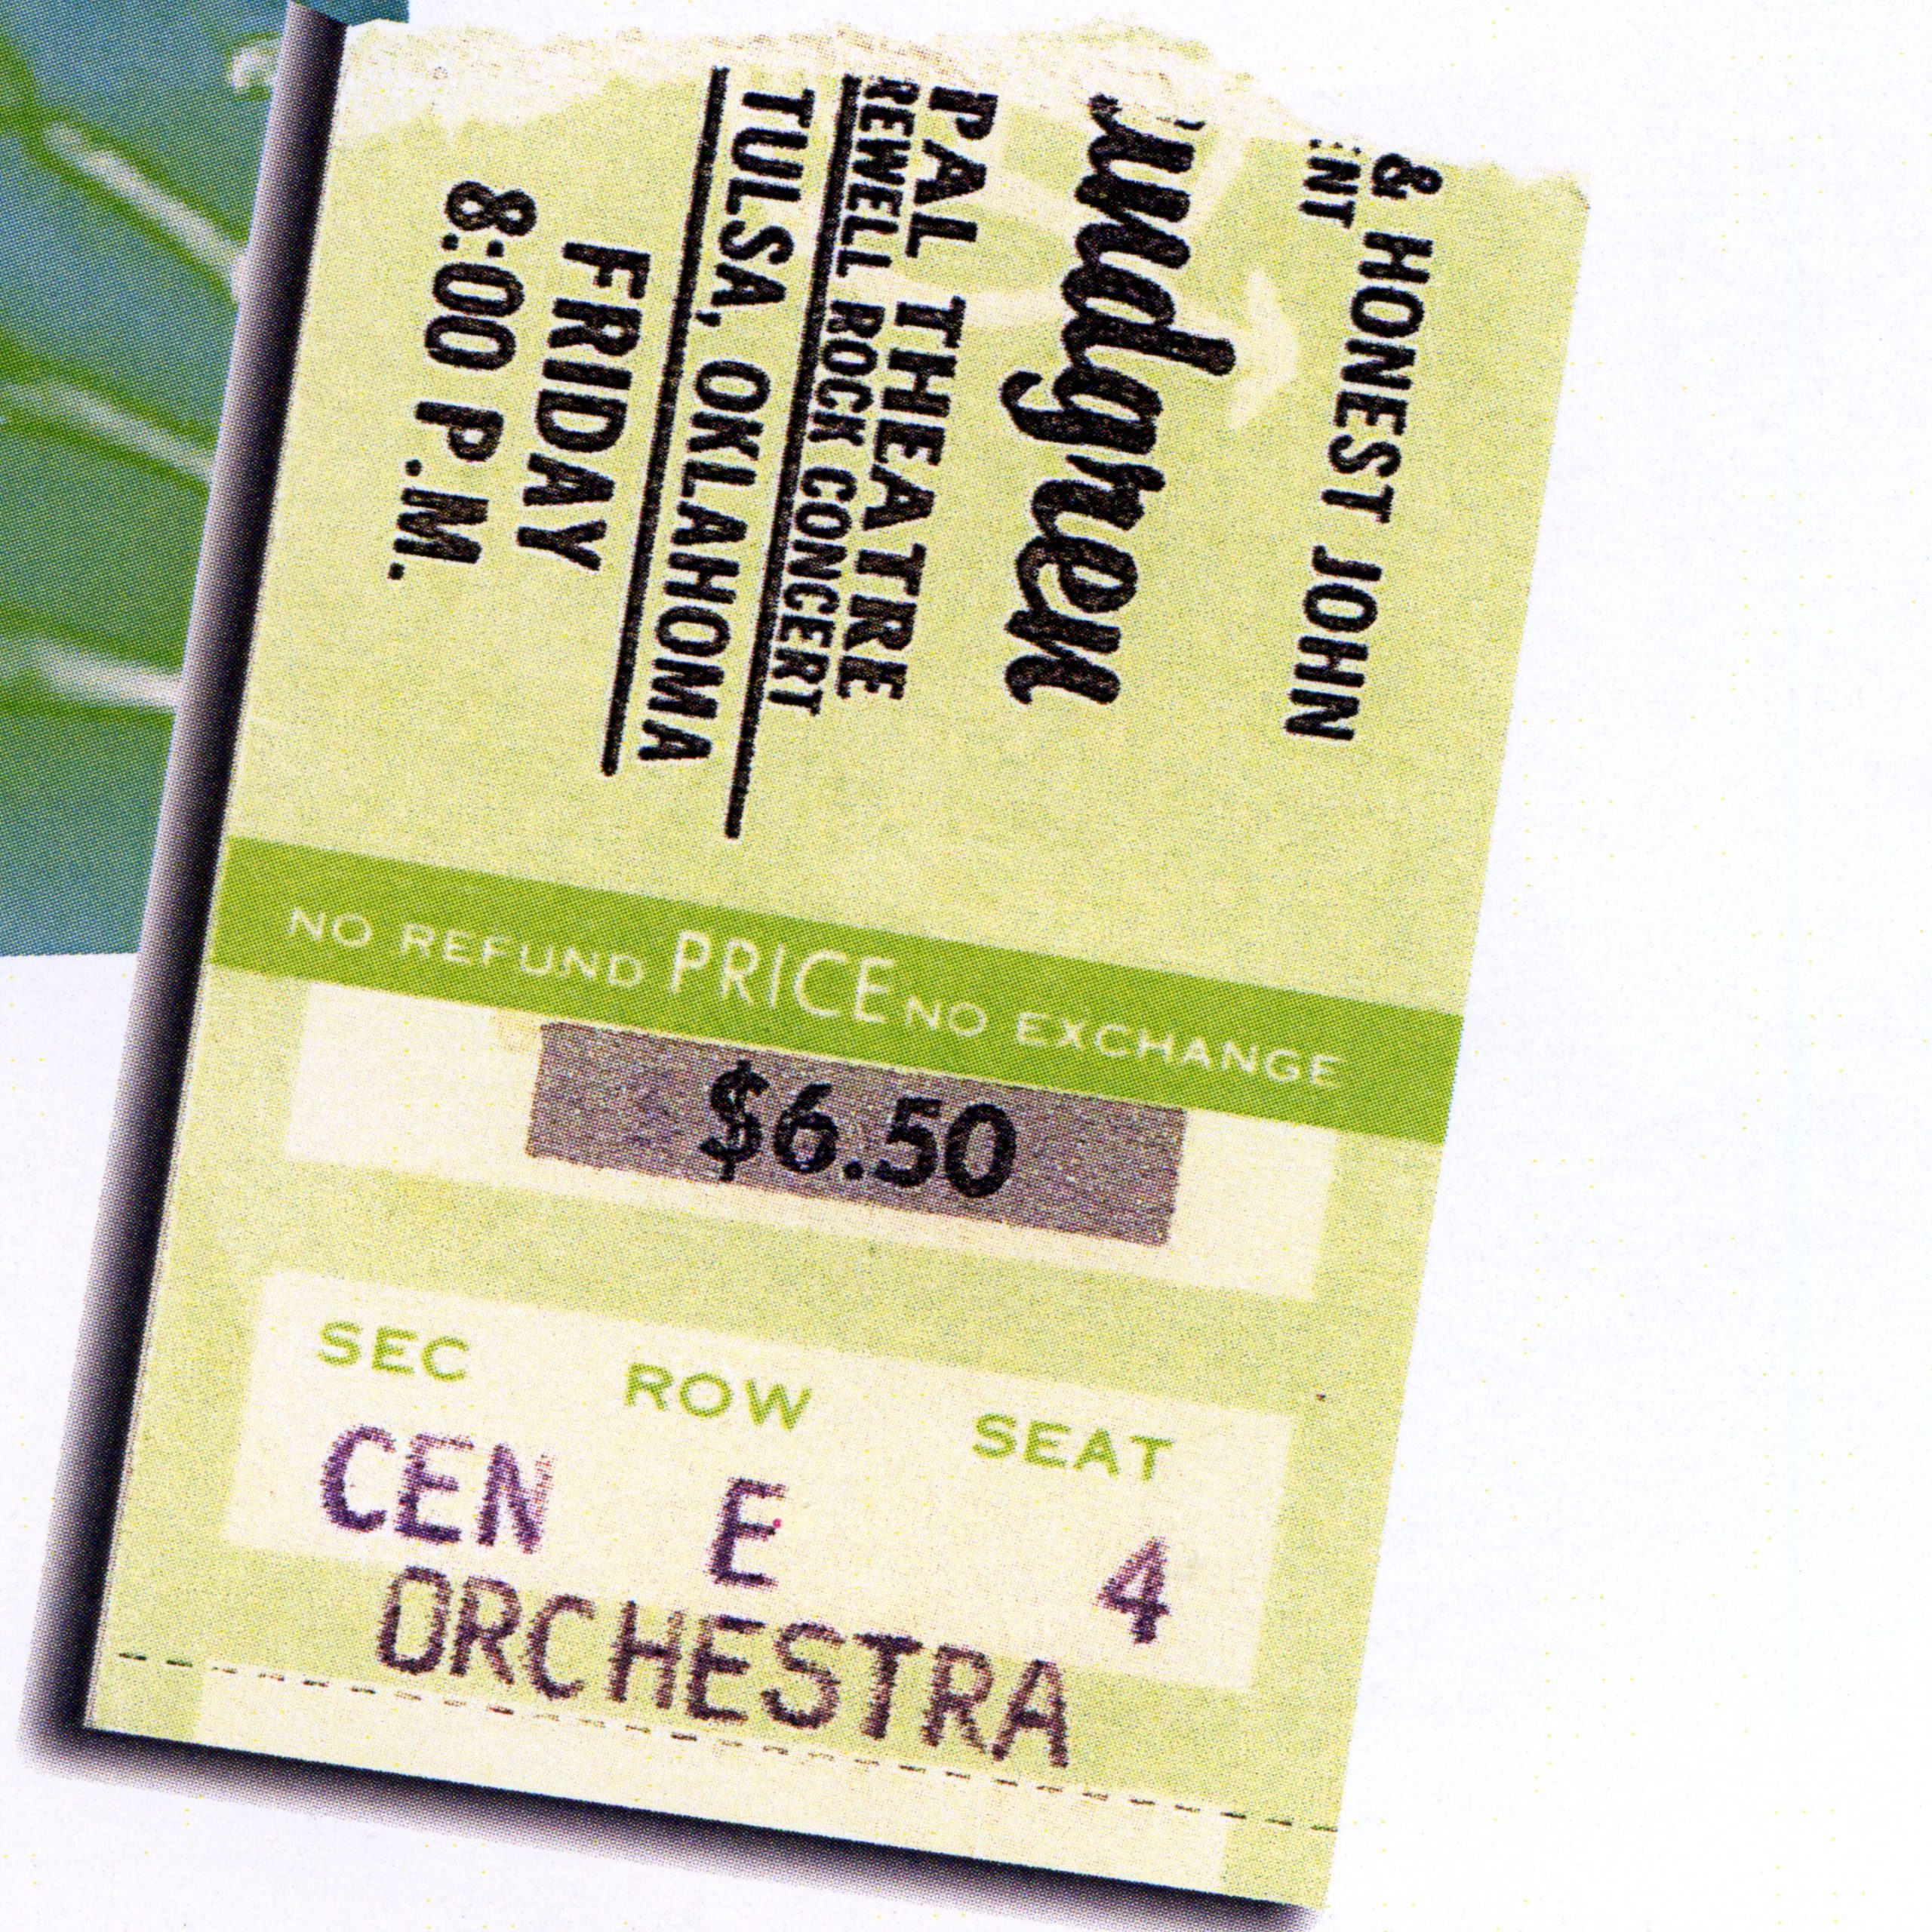 & HONEST JOHN
ENT
undgren
PAL THEATRE
REWELL ROCK CONCERT
TULSA, OKLAHOMA
FRIDAY
8:00 P.M.
NO REFUND PRICE NO EXCHANGE
$6.50
SEC ROW SEAT
CEN E 4
ORCHESTRA